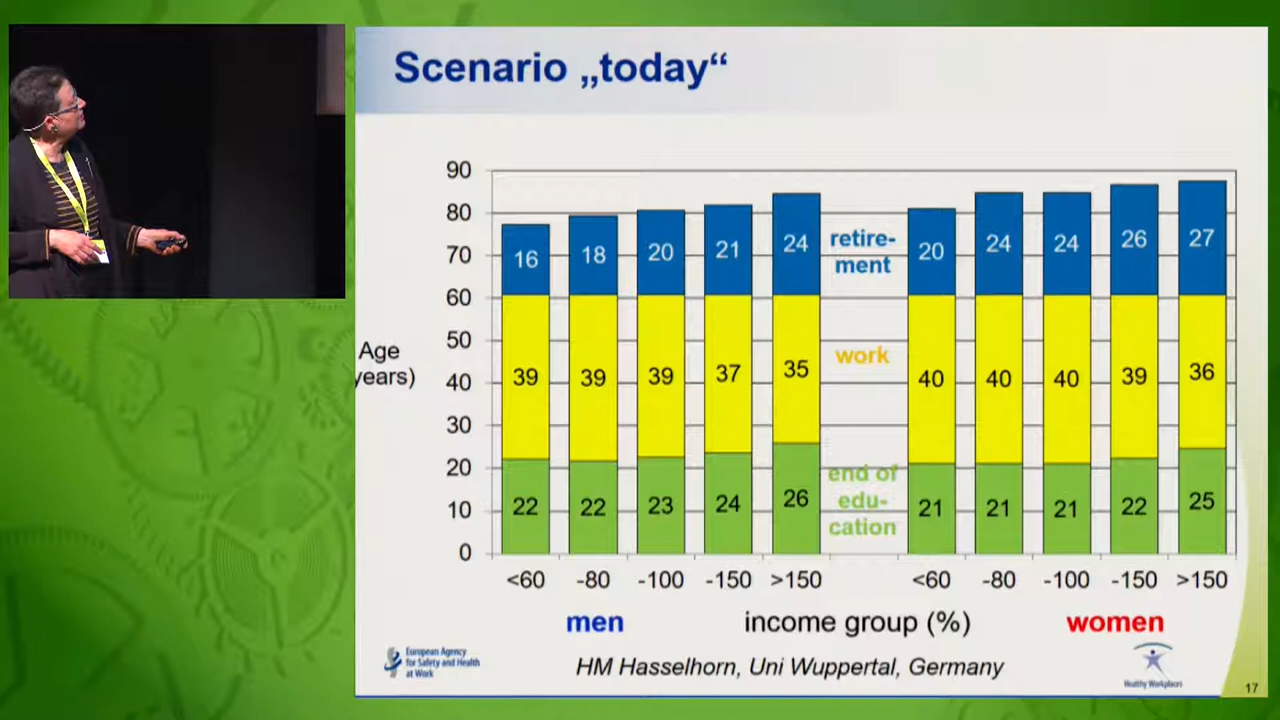 Scenario „today“
90
80
70
60
50
40
30
20
10
0
Age
years)
16 18 20 21 24
retire-
ment
20 24 24 26 27
39 39 39 37 35
work
40 40 40 39 36
22 22 23 24 26
end of
edu-
cation
21 21 21 22 25
<60 -80 -100 -150 >150 <60 -80 -100 -150 >150
men income group (%) women
European Agency
for Safety and Health
at Work
HM Hasselhorn, Uni Wuppertal, Germany
Healthy Workplaces
17